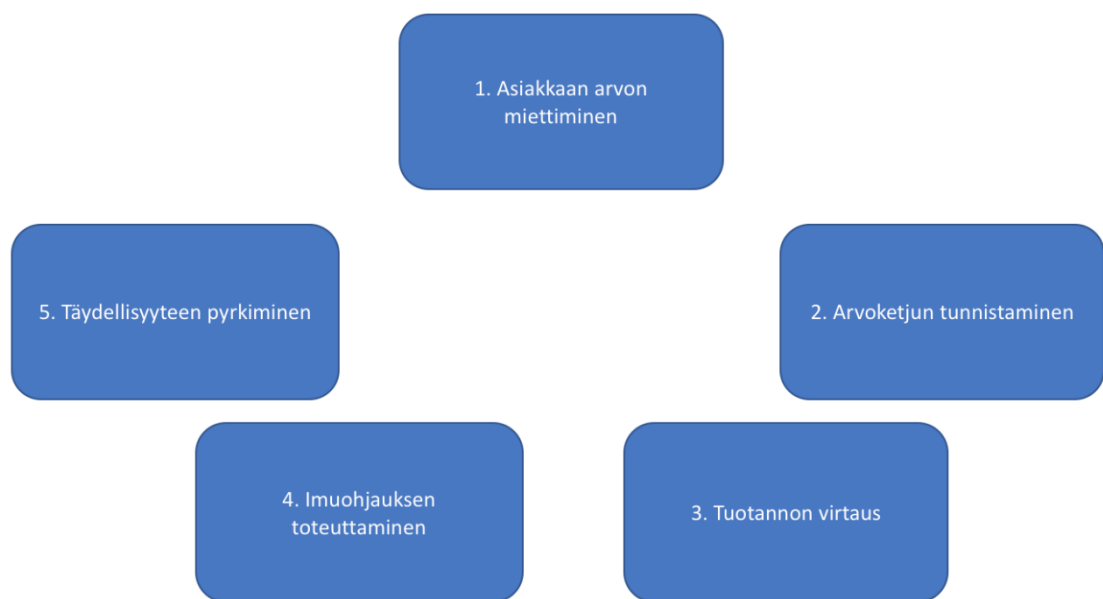 1. Asiakkaan arvon
miettiminen
2. Arvoketjun tunnistaminen
3. Tuotannon virtaus
4. Imuohjauksen
toteuttaminen
5. Täydellisyyteen pyrkiminen